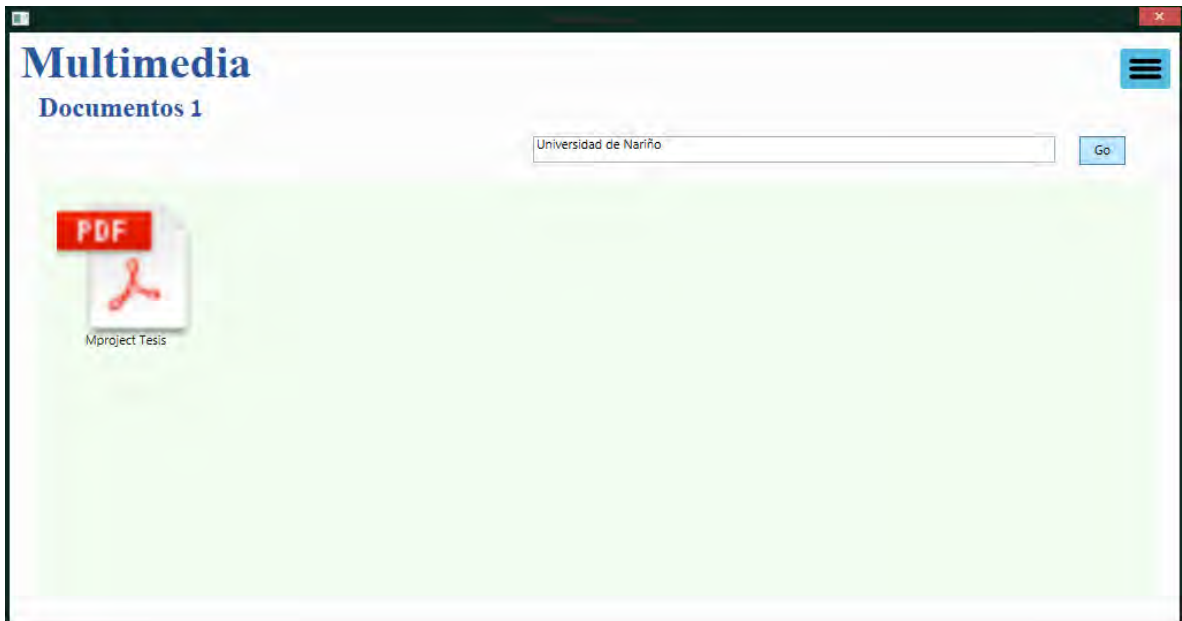 Multimedia
Documentos 1
Universidad de Nariño
Go
PDF
Mproject Tesis